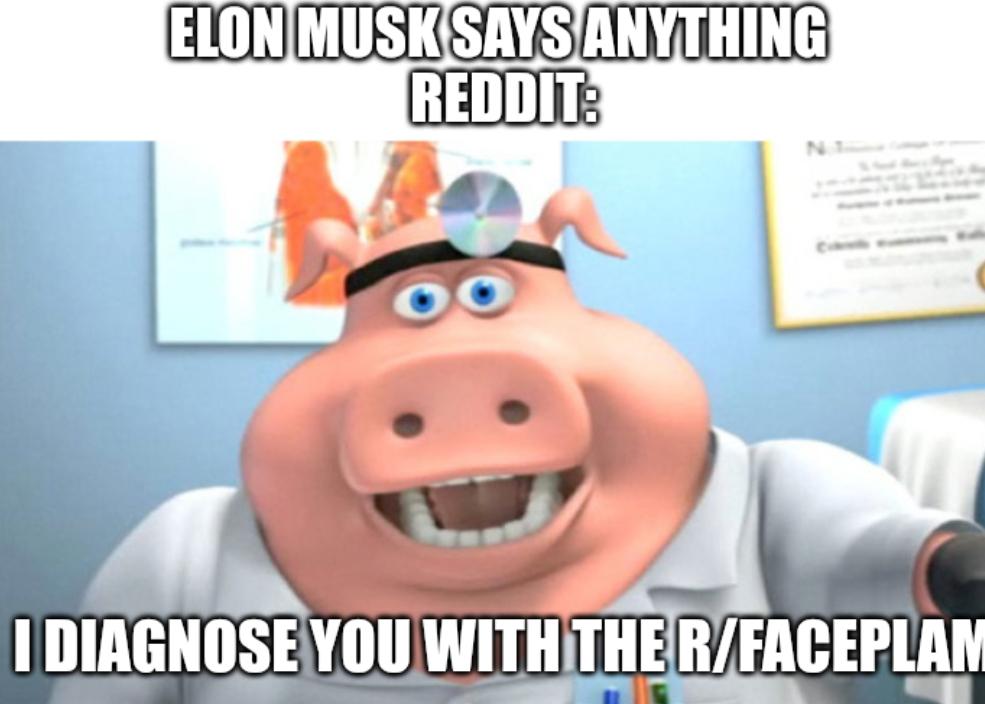 ELON MUSK SAYS ANYTHING
REDDIT:
I DIAGNOSE YOU WITH THE R/FACEPLAM